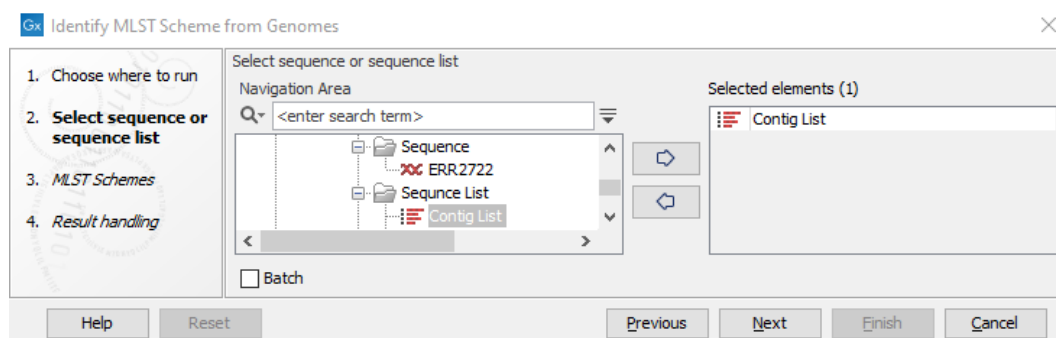 Gx Identify MLST Scheme from Genomes
1. Choose where to run
2. Select sequence or
sequence list
3. MLST Schemes
4. Result handling
Select sequence or sequence list
Navigation Area
<enter search term>
Sequence
ERR2722
Sequnce List
Contig List
Batch
Selected elements (1)
Contig List
Help Reset Previous Next Finish Cancel